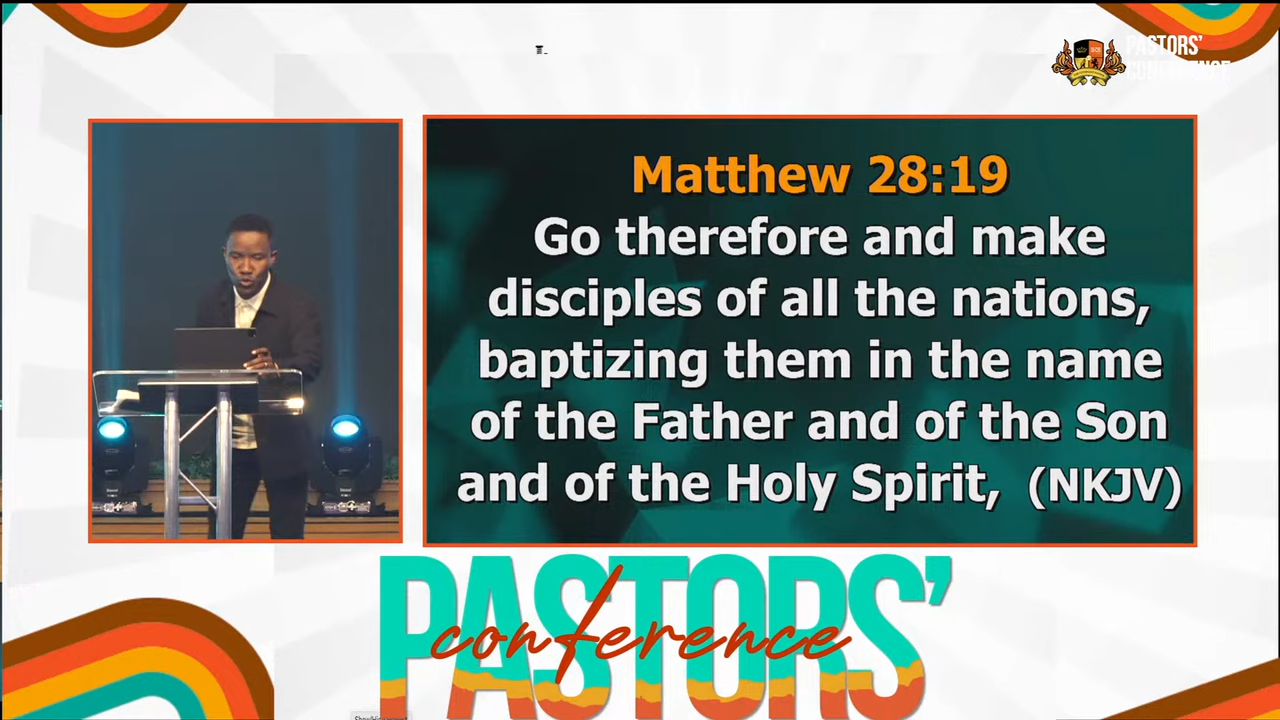 PASTORS'
CONFERENCE
Matthew 28:19
Go therefore and make
disciples of all the nations,
baptizing them in the name
of the Father and of the Son
and of the Holy Spirit, (NKJV)
PASTORS'
conference